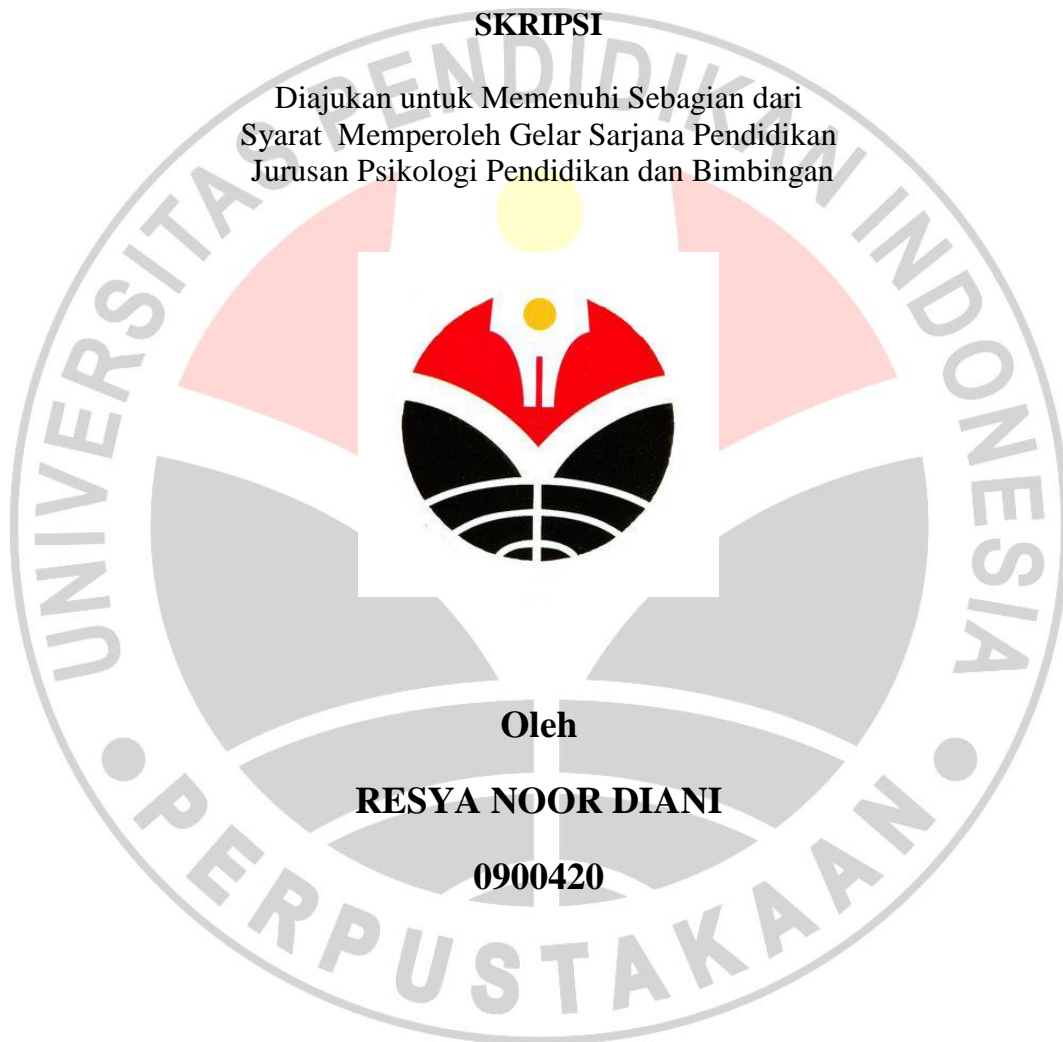 SKRIPSI
Diajukan untuk Memenuhi Sebagian dari
Syarat Memperoleh Gelar Sarjana Pendidikan
Jurusan Psikologi Pendidikan dan Bimbingan
Oleh
RESYA NOOR DIANI
0900420
UNIVERSITAS PENDIDIKAN INDONESIA
PERPUSTAKAAN